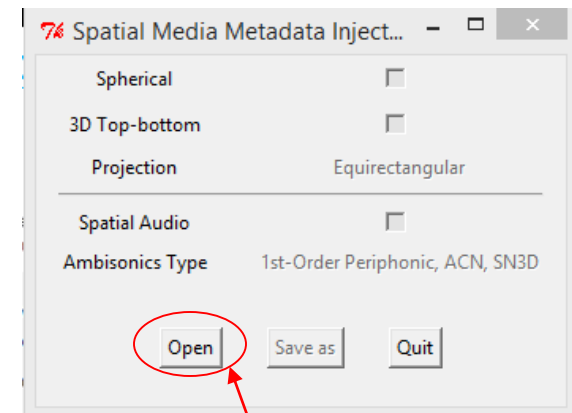 Spatial Media Metadata Inject...
Spherical
3D Top-bottom
Projection Equirectangular
Spatial Audio
Ambisonics Type 1st-Order Periphonic, ACN, SN3D
Open Save as Quit